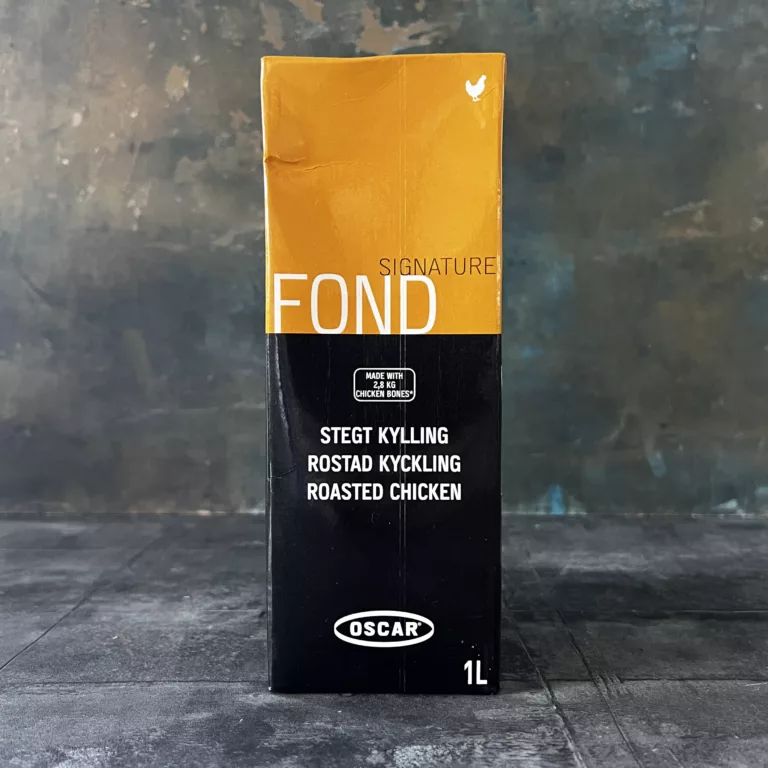 SIGNATURE
FOND
MADE WITH
2,8 KG
CHICKEN BONES*
STEGT KYLLING
ROSTAD KYCKLING
ROASTED CHICKEN
OSCAR®
1L